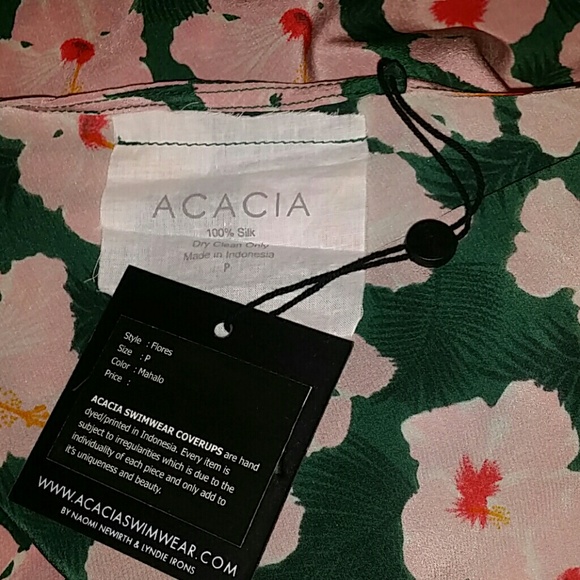 ACACIA
100% Silk
Dry Clean Only
Made in Indonesia
P
Style : Flores
Size : P
Color : Mahalo
Price :
ACACIA SWIMWEAR COVERUPS are hand
dyed/printed in Indonesia. Every item is
subject to irregularities which is due to the
individuality of each piece and only add to
it's uniqueness and beauty.
WWW.ACACIASWIMWEAR.COM
BY NAOMI NEWIRTH & LYNDIE IRONS